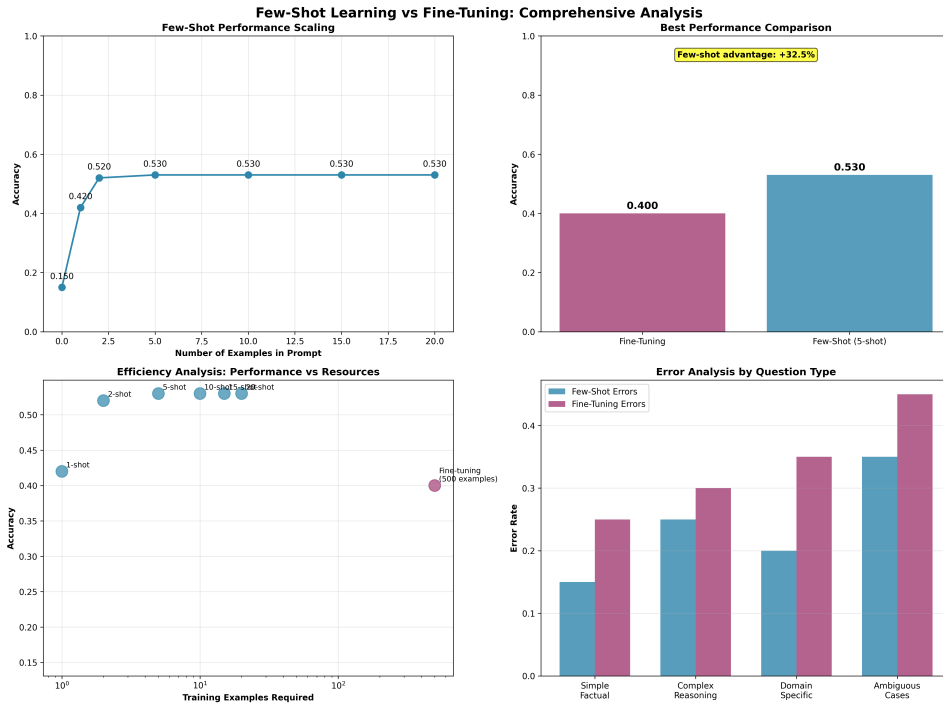 Few-Shot Learning vs Fine-Tuning: Comprehensive Analysis
Few-Shot Performance Scaling
Accuracy
1.0
0.8
0.6
0.4
0.2
0.0
0.150
0.420
0.520
0.530
0.530
0.530
0.530
0.0
2.5
5.0
7.5
10.0
12.5
15.0
17.5
20.0
Number of Examples in Prompt
Best Performance Comparison
Few-shot advantage: +32.5%
Accuracy
1.0
0.8
0.6
0.4
0.2
0.0
0.400
0.530
Fine-Tuning
Few-Shot (5-shot)
Efficiency Analysis: Performance vs Resources
Accuracy
0.50
0.45
0.40
0.35
0.30
0.25
0.20
0.15
1-shot
2-shot
5-shot
10-shot
15-shot
20-shot
Fine-tuning
(500 examples)
10⁰
10¹
10²
Training Examples Required
Error Analysis by Question Type
Few-Shot Errors
Fine-Tuning Errors
Error Rate
0.4
0.3
0.2
0.1
0.0
Simple
Factual
Complex
Reasoning
Domain
Specific
Ambiguous
Cases